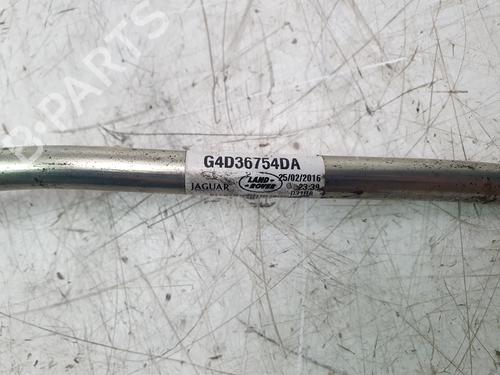 B-PARTS
G4D36754DA
JAGUAR LAND-ROVER 25/02/2016
23:39